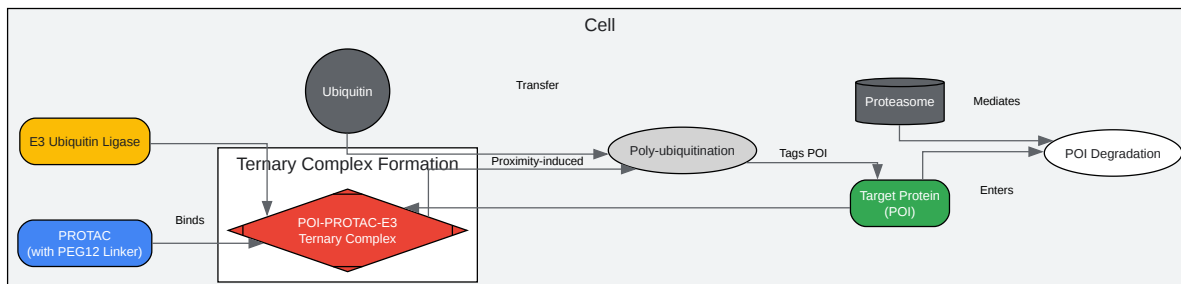 Cell
Ubiquitin
Transfer
Proteasome
Mediates
E3 Ubiquitin Ligase
Ternary Complex Formation
Proximity-induced
Poly-ubiquitination
Tags POI
POI Degradation
PROTAC
(with PEG12 Linker)
Binds
POI-PROTAC-E3
Ternary Complex
Target Protein
(POI)
Enters